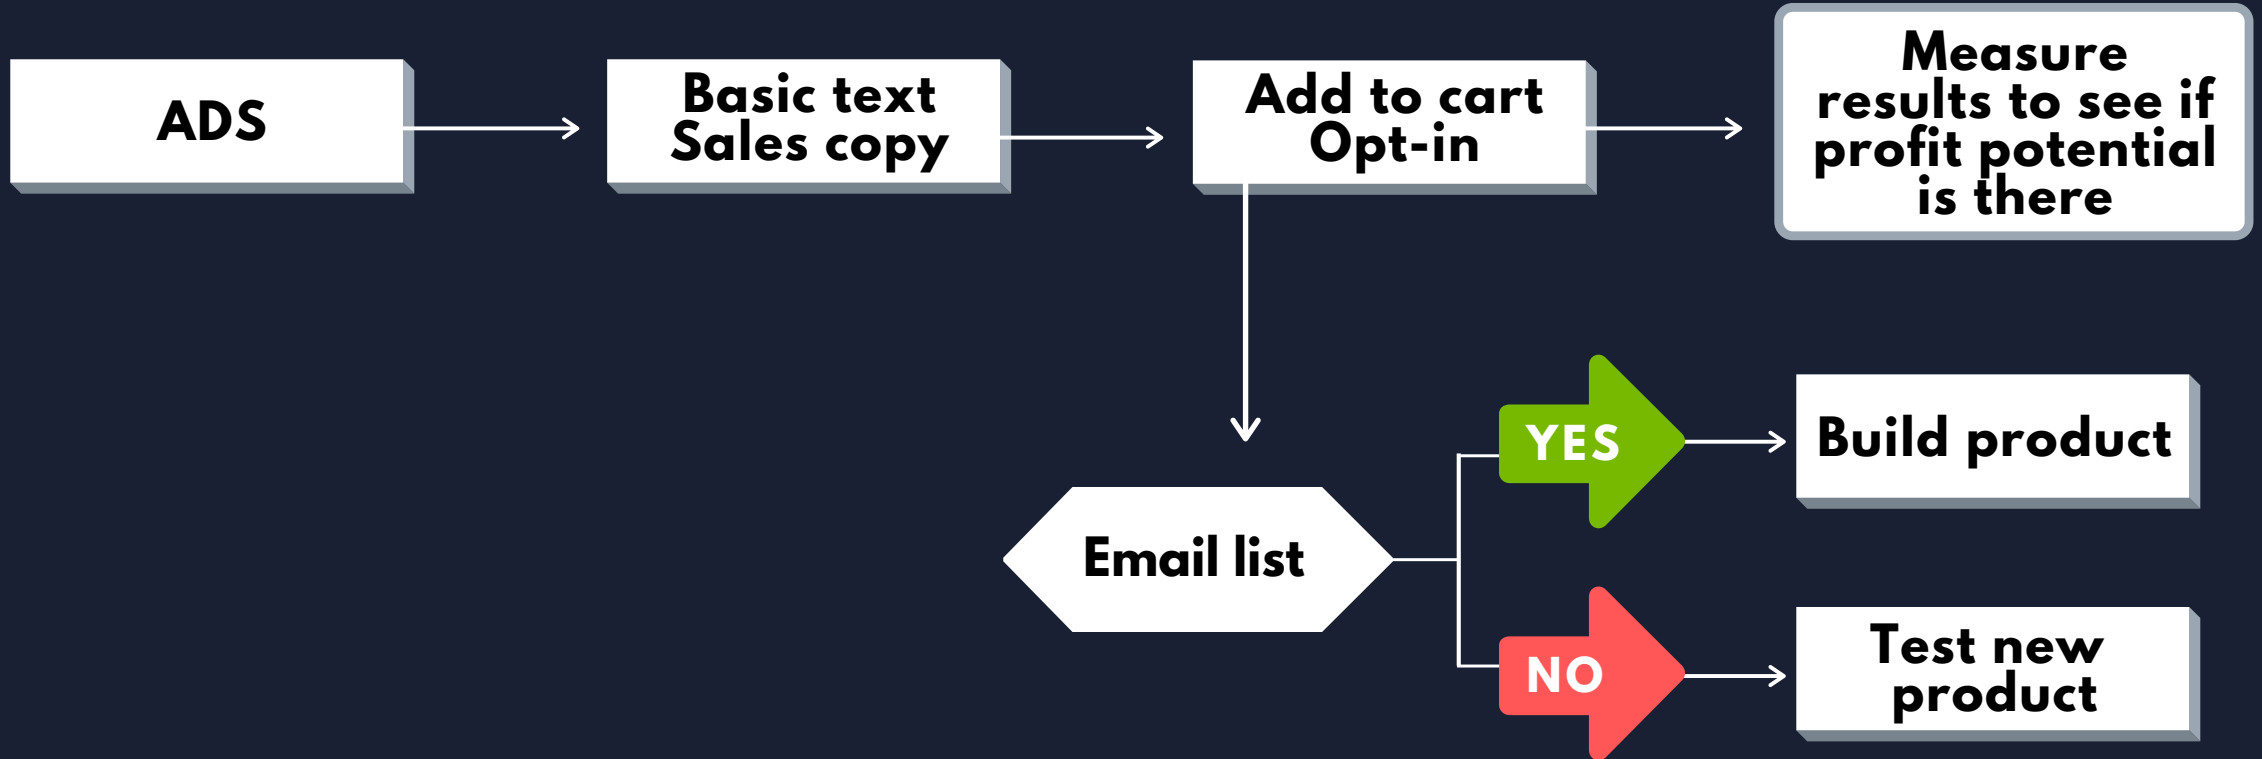 ADS
Basic text
Sales copy
Add to cart
Opt-in
Measure
results to see if
profit potential
is there
Email list
YES
Build product
NO
Test new
product